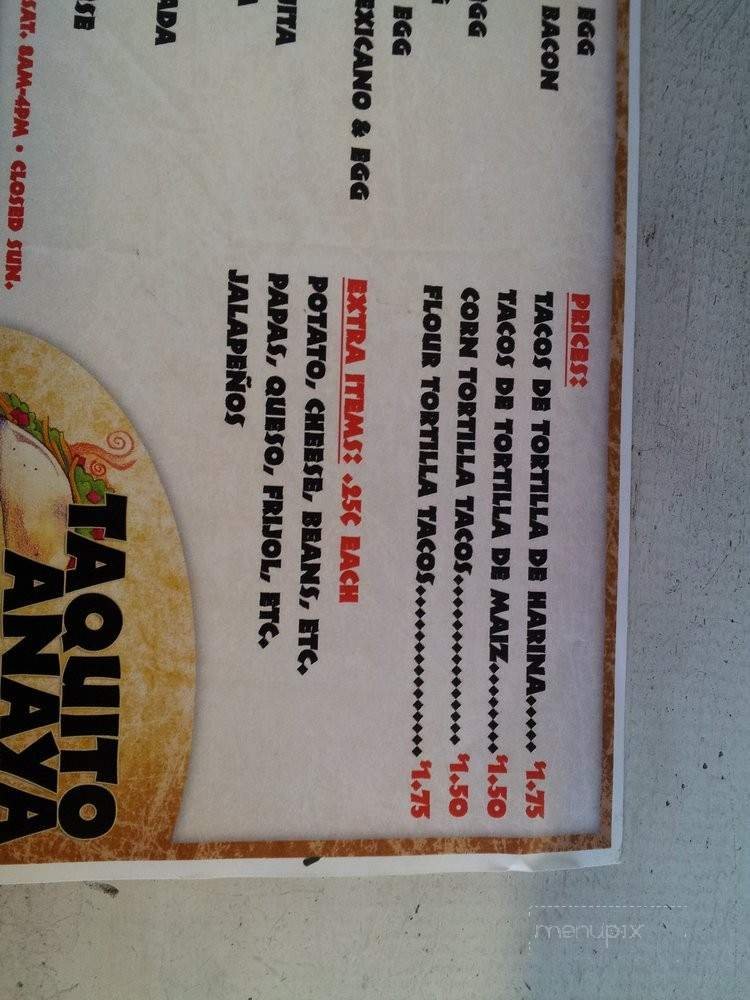 EGG
BACON
EGG
EGG
MEXICANO & EGG
SAT. 8AM-4PM • CLOSED SUN.
PRICES:
TACOS DE TORTILLA DE HARINA..... $1.75
TACOS DE TORTILLA DE MAIZ........ $1.50
CORN TORTILLA TACOS................. $1.50
FLOUR TORTILLA TACOS................ $1.75
EXTRA ITEMS: .25¢ EACH
POTATO, CHEESE, BEANS, ETC.
PAPAS, QUESO, FRIJOL, ETC.
JALAPEÑOS
TAQUITO
ANAYA
menupix